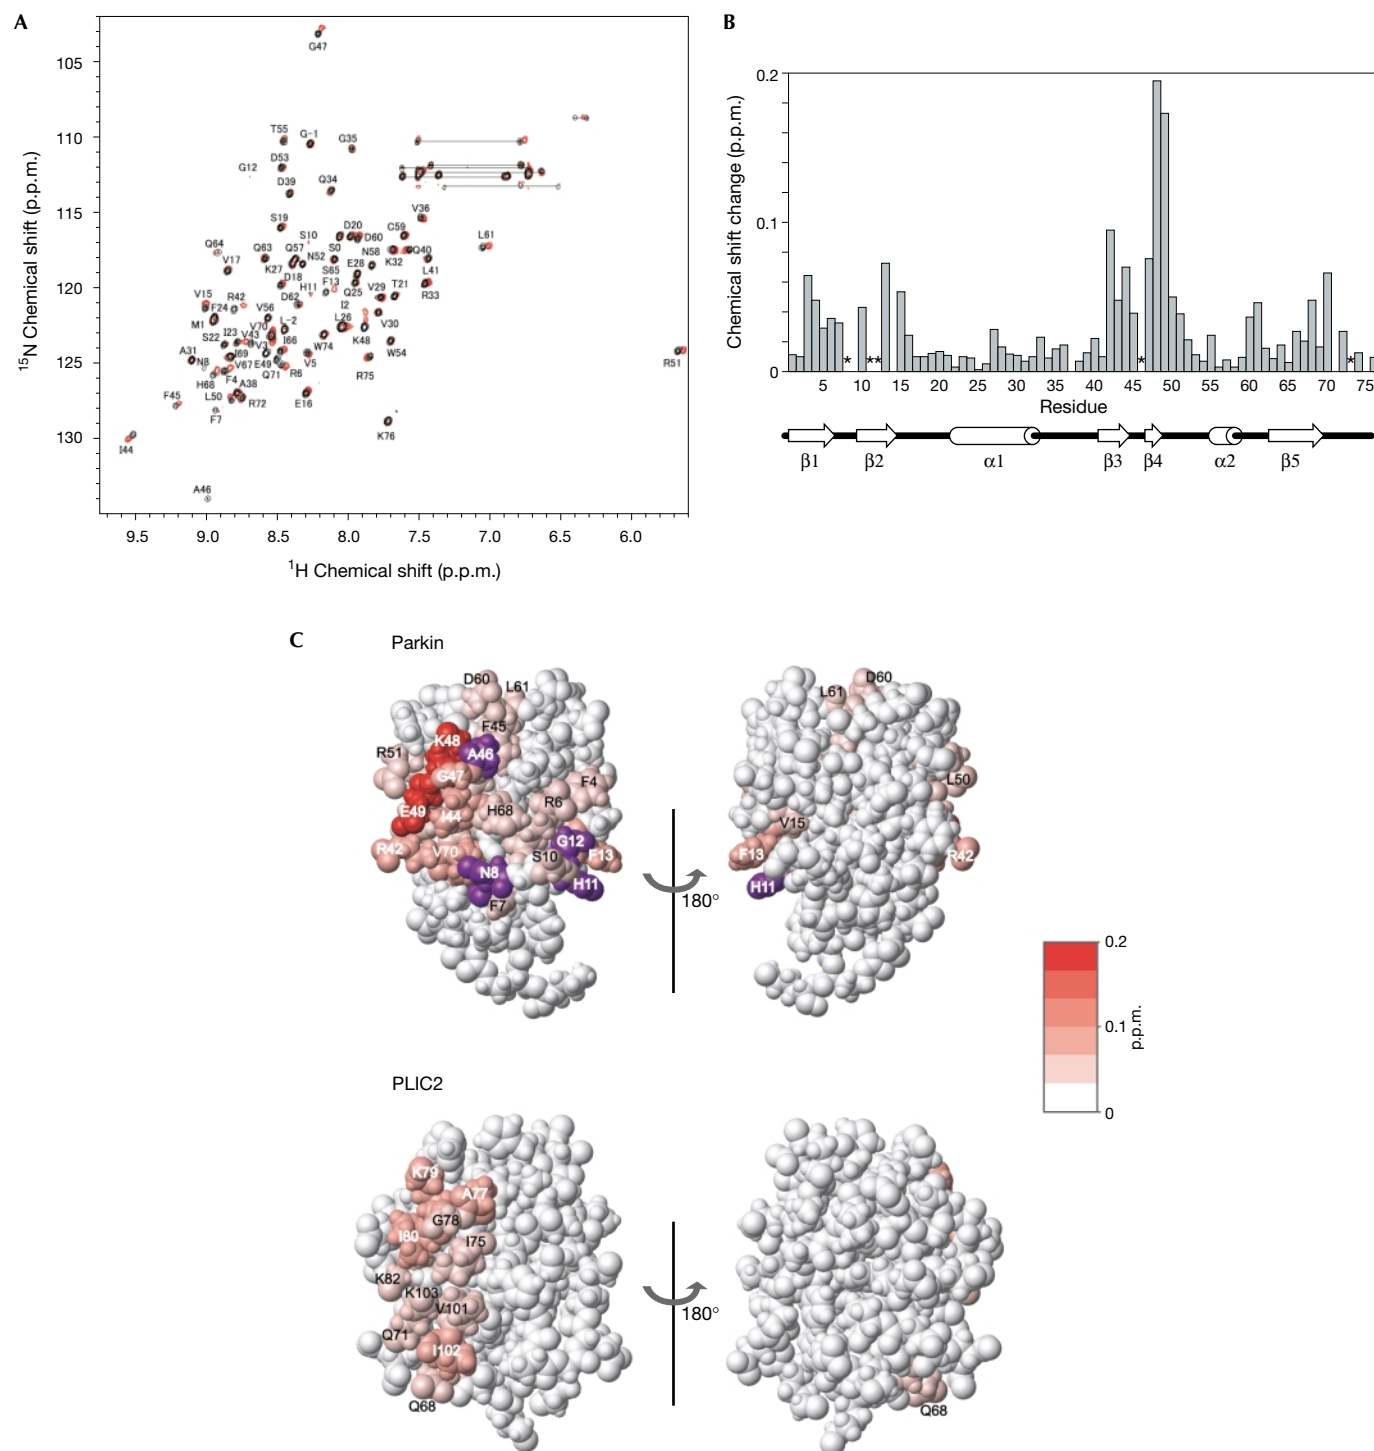 A
G47
105
110
115
120
125
130
T55
G-1
G35
G12
D53
D39
Q34
V36
S19
D20
C59
L61
Q64
Q63
Q57
S10
S0
D60
N58
Q40
V17
K27
N52
S65
E28
K32
L41
D18
F13
R33
V15
R42
D62
H11
Q25
V29
T21
F24
V56
I2
M1
L-2
L26
V30
S22
I23
V43
V70
W74
K48
W54
A31
N8
I69
V3
I66
V67
E49
V5
R51
H68
F4
Q71
R6
R75
A38
F45
L50
R72
E16
F7
K76
I44
A46
9.5 9.0 8.5 8.0 7.5 7.0 6.5 6.0
15N Chemical shift (p.p.m.)
1H Chemical shift (p.p.m.)
B
0.2
0.1
0
Chemical shift change (p.p.m.)
* ** * *
5 10 15 20 25 30 35 40 45 50 55 60 65 70 75
Residue
β1 β2 α1 β3 β4 α2 β5
C
Parkin
D60
L61
F45
K48
A46
R51
G47
F4
R6
E49
I44
H68
G12
R42
V70
S10
F13
N8
H11
F7
180°
L61
D60
L50
V15
F13
R42
H11
0.2
0.1
0
p.p.m.
PLIC2
K79
A77
G78
I80
I75
K82
K103
V101
Q71
I102
Q68
180°
Q68